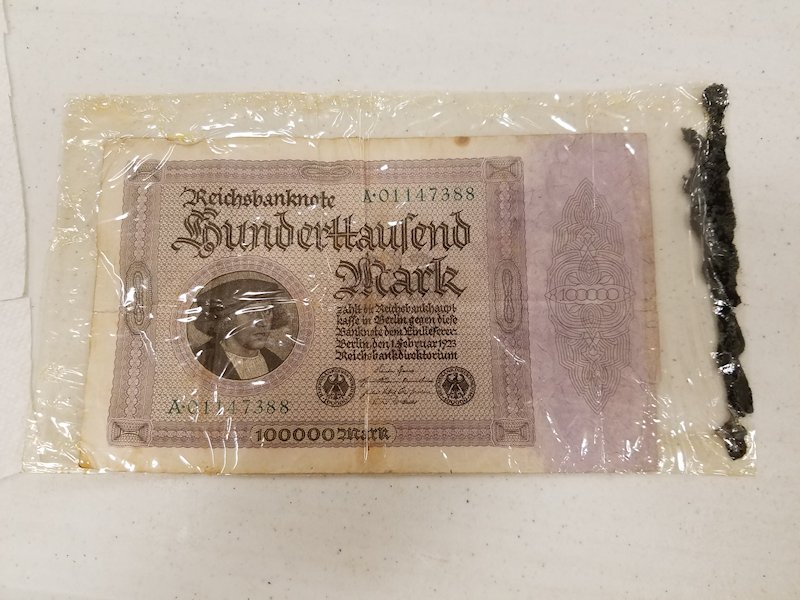 Reichsbanknote A·01147388
Hunderttausend
Mark
zahlt die Reichsbankhaupt
kasse in Berlin gegen diese
Banknote dem Einlieferer.
Berlin, den 1. Februar 1923
Reichsbankdirektorium
A·01147388
100000 Mark
100000